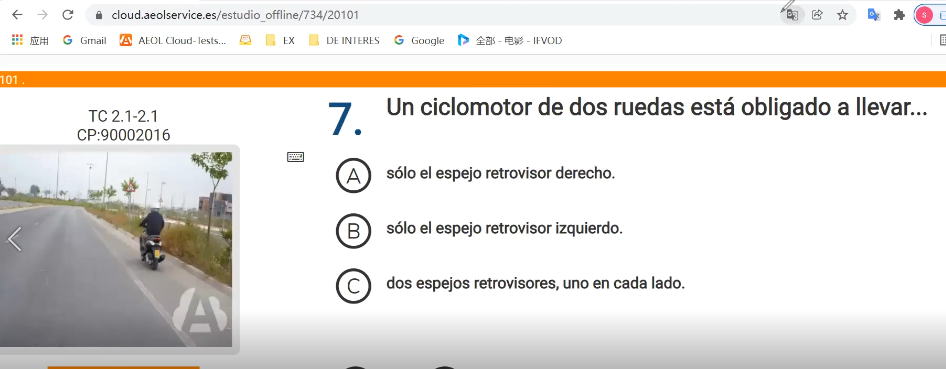 cloud.aeolservice.es/estudio_offline/734/20101
应用 Gmail AEOL Cloud-Tests... EX DE INTERES Google 全部 - 电影 - IFVOD
101 .
TC 2.1-2.1
CP:90002016
7. Un ciclomotor de dos ruedas está obligado a llevar...
A sólo el espejo retrovisor derecho.
B sólo el espejo retrovisor izquierdo.
C dos espejos retrovisores, uno en cada lado.